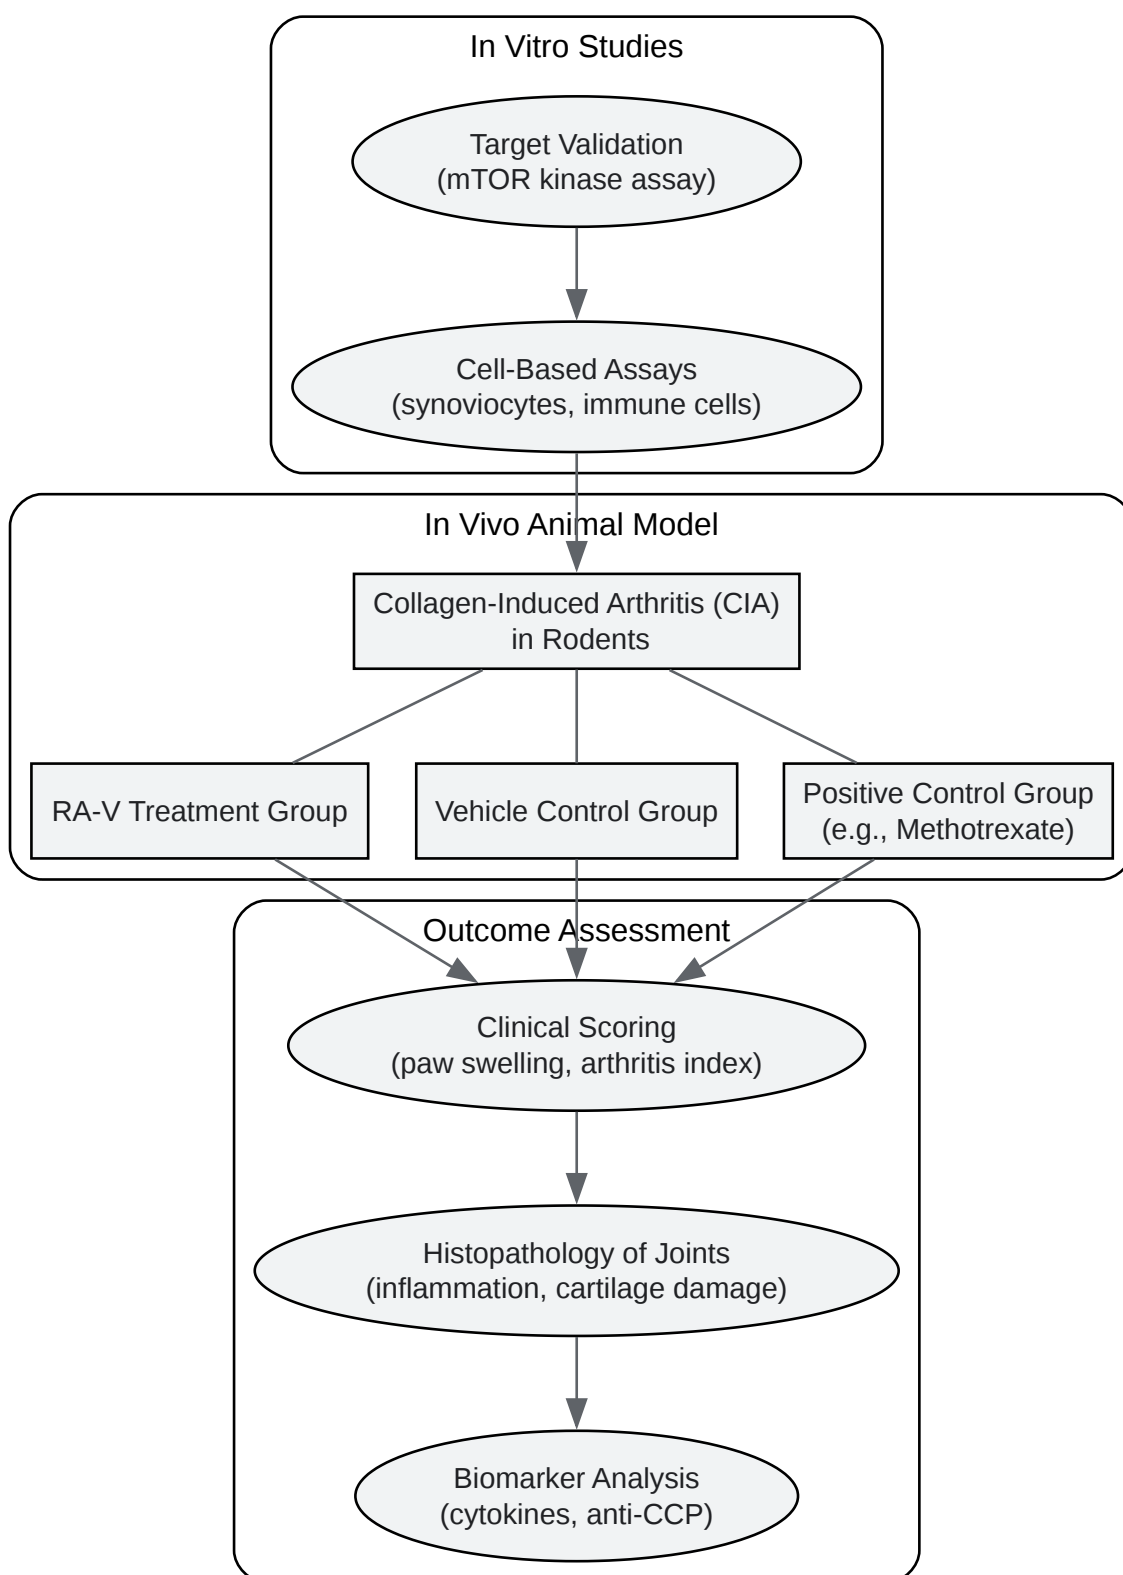 In Vitro Studies
Target Validation
(mTOR kinase assay)
Cell-Based Assays
(synoviocytes, immune cells)
In Vivo Animal Model
Collagen-Induced Arthritis (CIA)
in Rodents
RA-V Treatment Group
Vehicle Control Group
Positive Control Group
(e.g., Methotrexate)
Outcome Assessment
Clinical Scoring
(paw swelling, arthritis index)
Histopathology of Joints
(inflammation, cartilage damage)
Biomarker Analysis
(cytokines, anti-CCP)